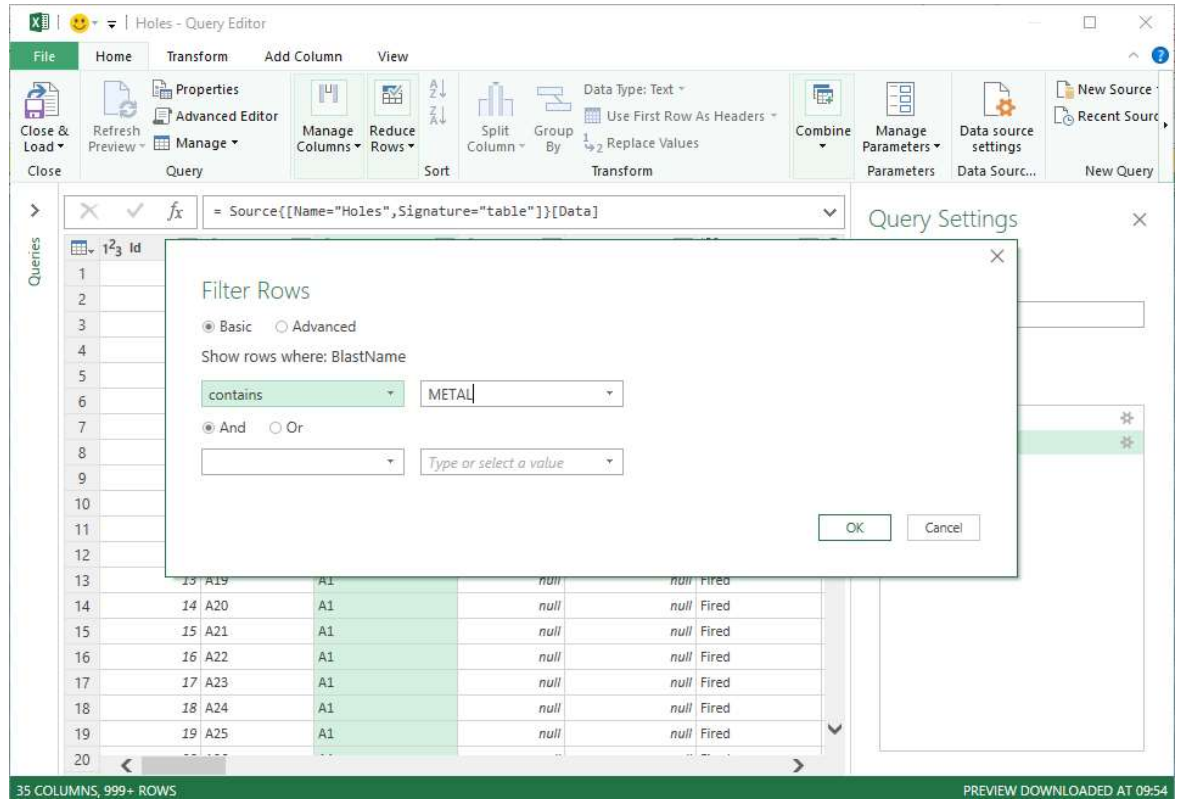 Holes - Query Editor
File Home Transform Add Column View
Close & Load
Refresh Preview
Properties
Advanced Editor
Manage
Manage Columns
Reduce Rows
Split Column
Group By
Data Type: Text
Use First Row As Headers
Replace Values
Combine
Manage Parameters
Data source settings
New Source
Recent Sourc
Close Query Sort Transform Parameters Data Sourc... New Query
fx = Source{[Name="Holes",Signature="table"]}[Data]
Query Settings
Queries
1²3 Id
1
2
3
4
5
6
7
8
9
10
11
12
Filter Rows
Basic Advanced
Show rows where: BlastName
contains METAL
And Or
Type or select a value
OK Cancel
13 13 A19 A1 null null Fired
14 14 A20 A1 null null Fired
15 15 A21 A1 null null Fired
16 16 A22 A1 null null Fired
17 17 A23 A1 null null Fired
18 18 A24 A1 null null Fired
19 19 A25 A1 null null Fired
20
35 COLUMNS, 999+ ROWS PREVIEW DOWNLOADED AT 09:54